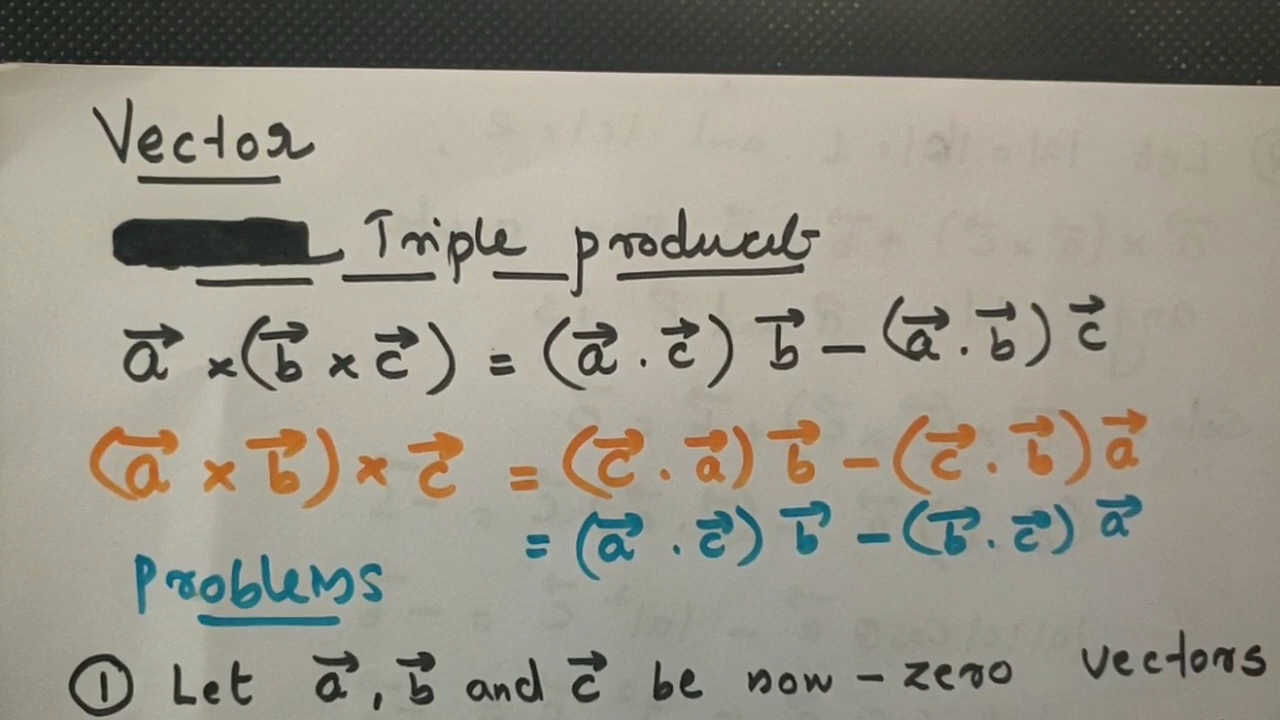 Vector
Triple product
a⃗ × (b⃗ × c⃗) = (a⃗ . c⃗) b⃗ − (a⃗ . b⃗) c⃗
(a⃗ × b⃗) × c⃗ = (c⃗ . a⃗) b⃗ − (c⃗ . b⃗) a⃗
= (a⃗ . c⃗) b⃗ − (b⃗ . c⃗) a⃗
Problems
① Let a⃗, b⃗ and c⃗ be non-zero vectors